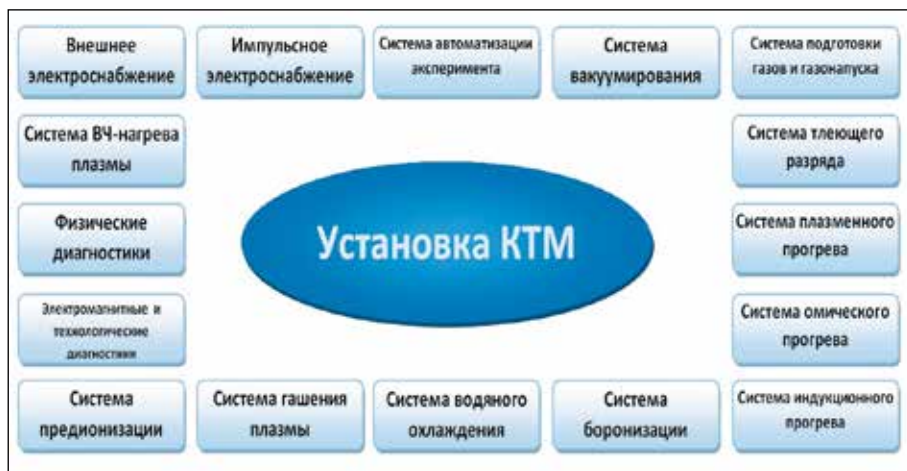 Внешнее
электроснабжение
Импульсное
электроснабжение
Система автоматизации
эксперимента
Система
вакуумирования
Система подготовки
газов и газонапуска
Система ВЧ-нагрева
плазмы
Система тлеющего
разряда
Физические
диагностики
Установка КТМ
Система плазменного
прогрева
Электромагнитные и
технологические
диагностики
Система омического
прогрева
Система
предионизации
Система гашения
плазмы
Система водяного
охлаждения
Система
боронизации
Система индукционного
прогрева